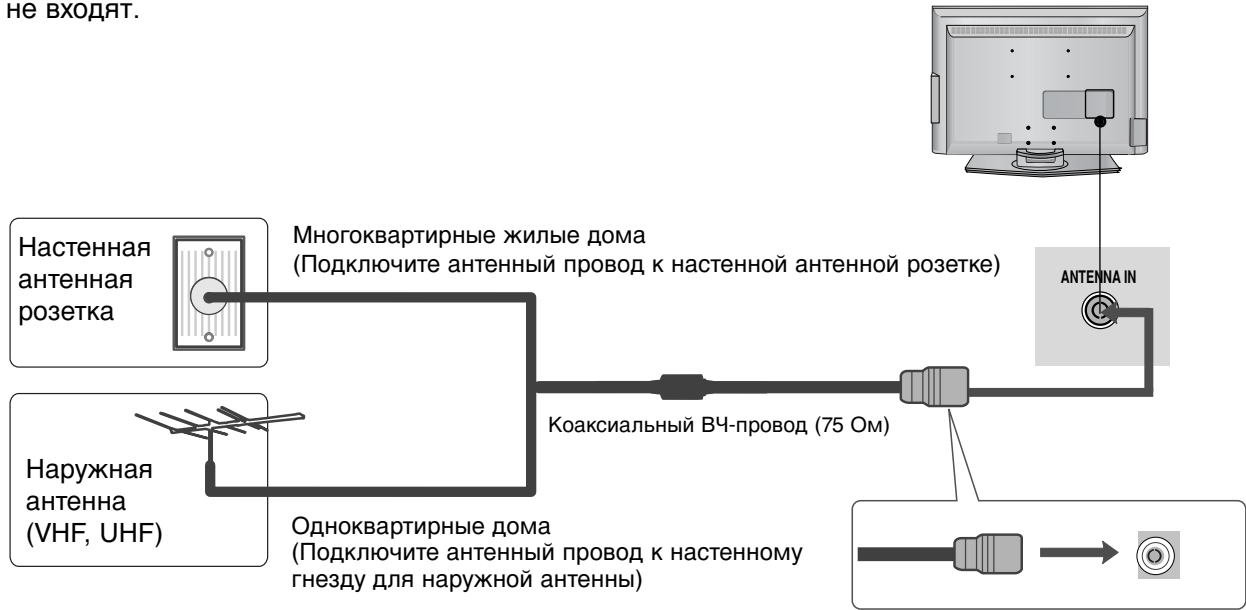 не входят.
Настенная
антенная
розетка
Многоквартирные жилые дома
(Подключите антенный провод к настенной антенной розетке)
ANTENNA IN
Коаксиальный ВЧ-провод (75 Ом)
Наружная
антенна
(VHF, UHF)
Одноквартирные дома
(Подключите антенный провод к настенному
гнезду для наружной антенны)